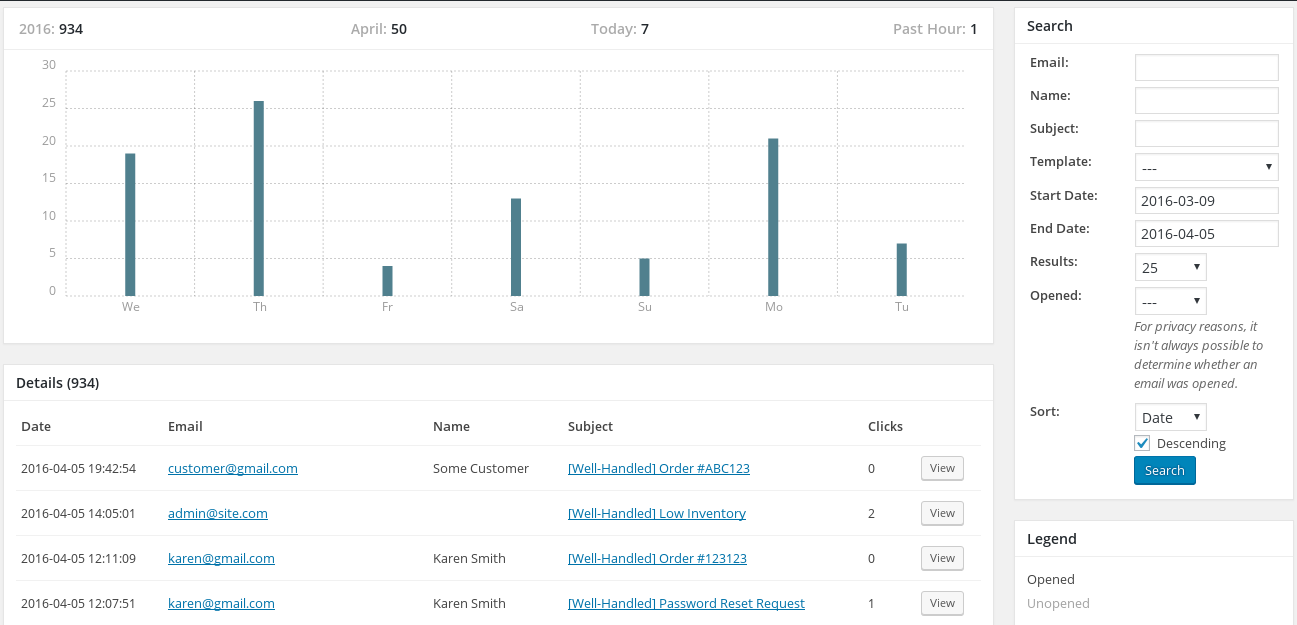 2016: 934 April: 50 Today: 7 Past Hour: 1
30
25
20
15
10
5
0
We Th Fr Sa Su Mo Tu
Details (934)
Date Email Name Subject Clicks
2016-04-05 19:42:54 customer@gmail.com Some Customer [Well-Handled] Order #ABC123 0 View
2016-04-05 14:05:01 admin@site.com [Well-Handled] Low Inventory 2 View
2016-04-05 12:11:09 karen@gmail.com Karen Smith [Well-Handled] Order #123123 0 View
2016-04-05 12:07:51 karen@gmail.com Karen Smith [Well-Handled] Password Reset Request 1 View
Search
Email:
Name:
Subject:
Template: ---
Start Date: 2016-03-09
End Date: 2016-04-05
Results: 25
Opened: ---
For privacy reasons, it
isn't always possible to
determine whether an
email was opened.
Sort: Date
Descending
Search
Legend
Opened
Unopened